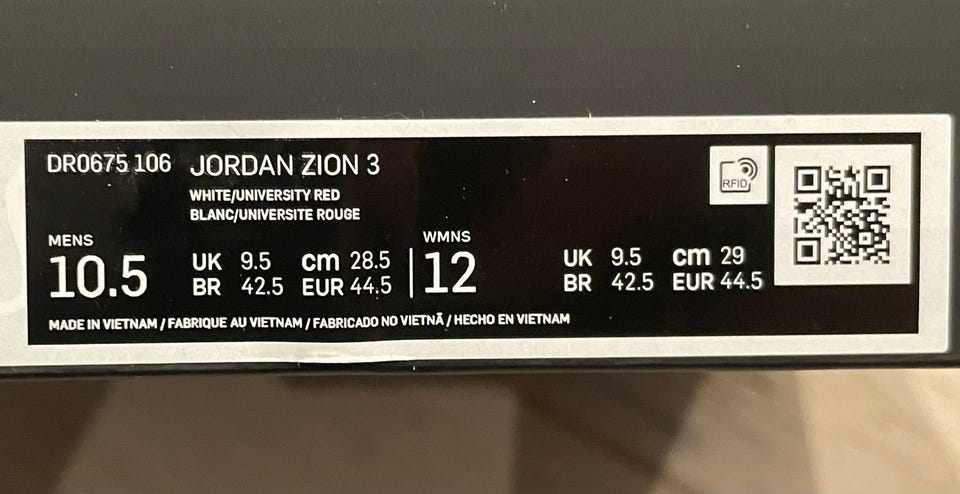 DR0675 106 JORDAN ZION 3
WHITE/UNIVERSITY RED
BLANC/UNIVERSITE ROUGE
MENS
10.5
UK 9.5 cm 28.5
BR 42.5 EUR 44.5
WMNS
12
UK 9.5 cm 29
BR 42.5 EUR 44.5
RFID
MADE IN VIETNAM / FABRIQUE AU VIETNAM / FABRICADO NO VIETNÃ / HECHO EN VIETNAM